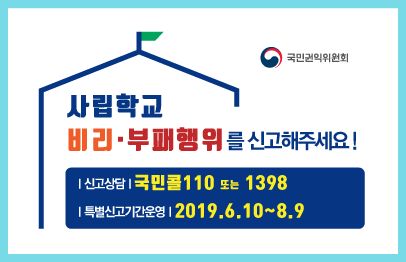 국민권익위원회
사립학교
비리·부패행위를 신고해주세요!
| 신고상담 | 국민콜110 또는 1398
| 특별신고기간운영 | 2019.6.10~8.9